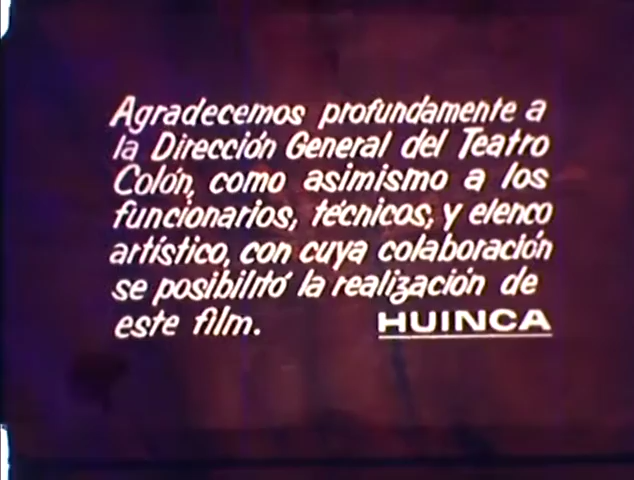 Agradecemos profundamente a
la Dirección General del Teatro
Colón, como asimismo a los
funcionarios, técnicos, y elenco
artístico, con cuya colaboración
se posibilitó la realización de
este film. HUINCA